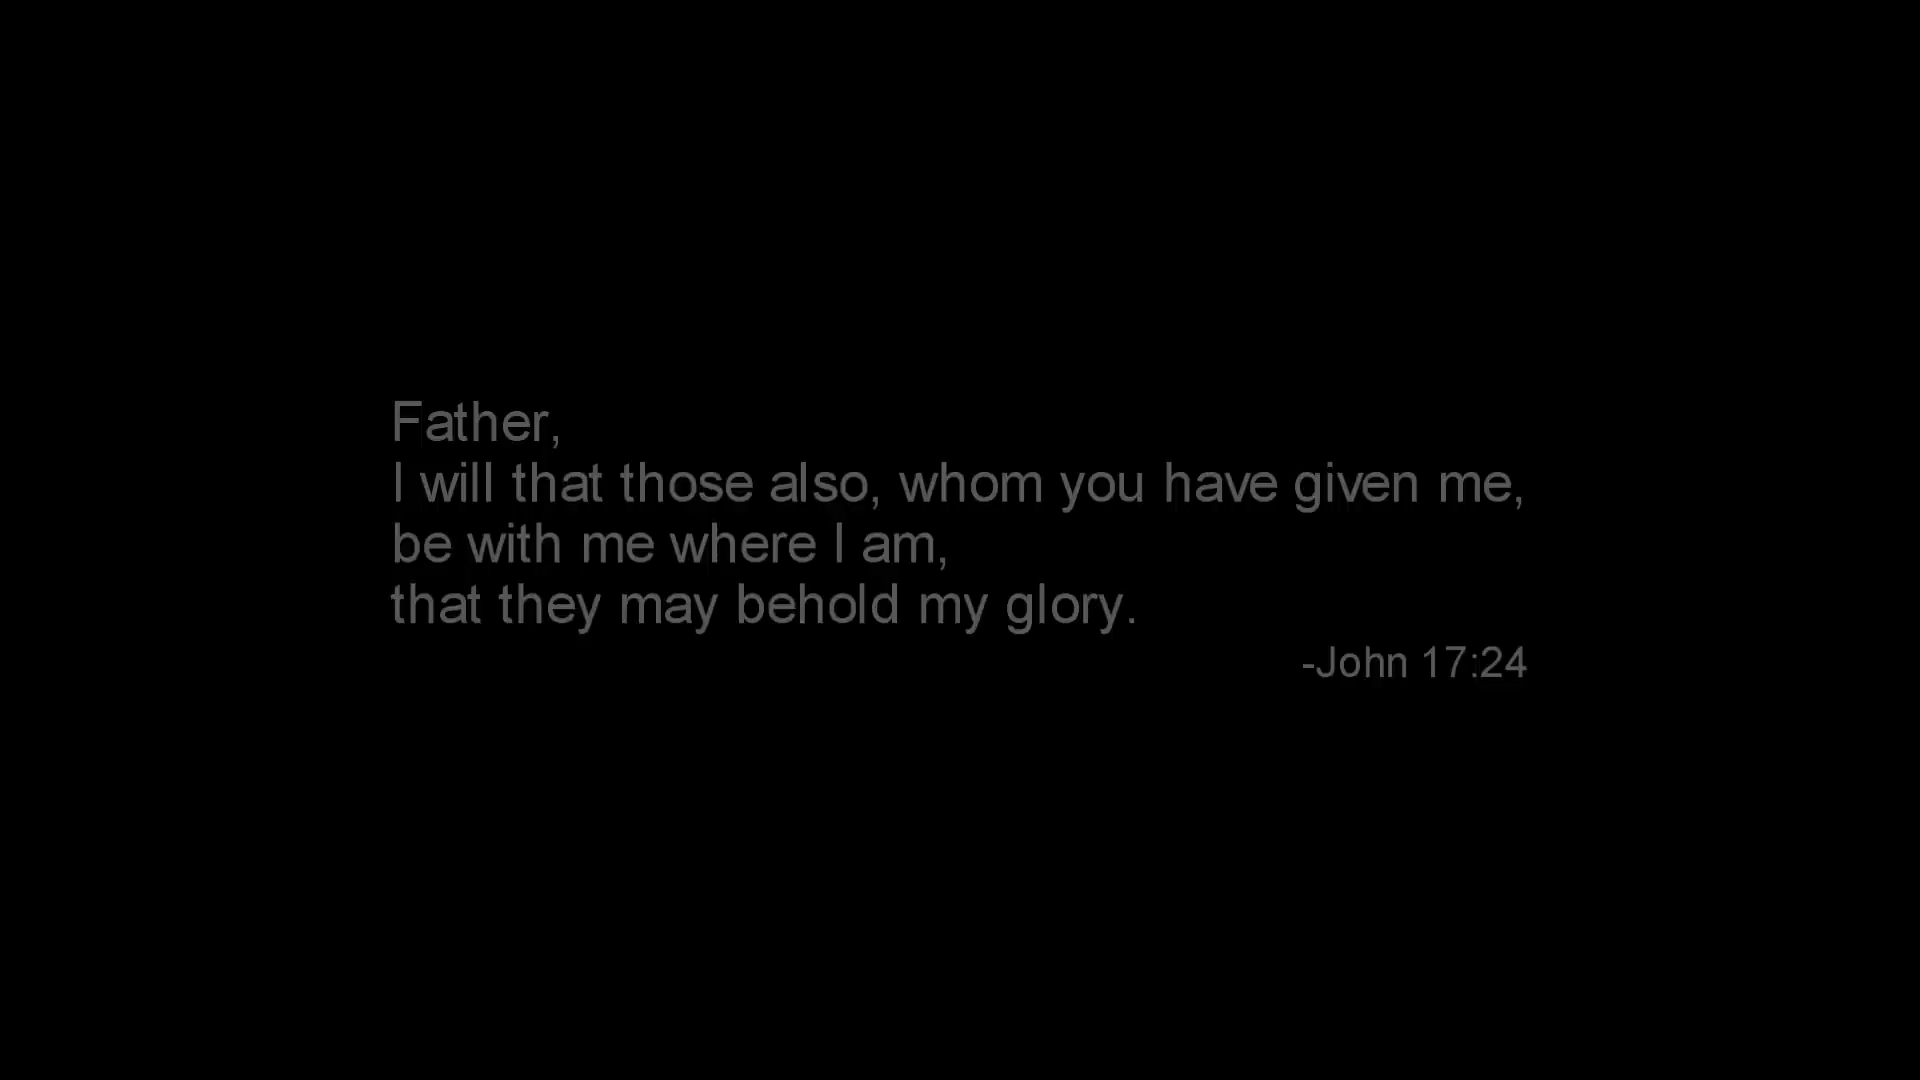 Father,
I will that those also, whom you have given me,
be with me where I am,
that they may behold my glory.
-John 17:24